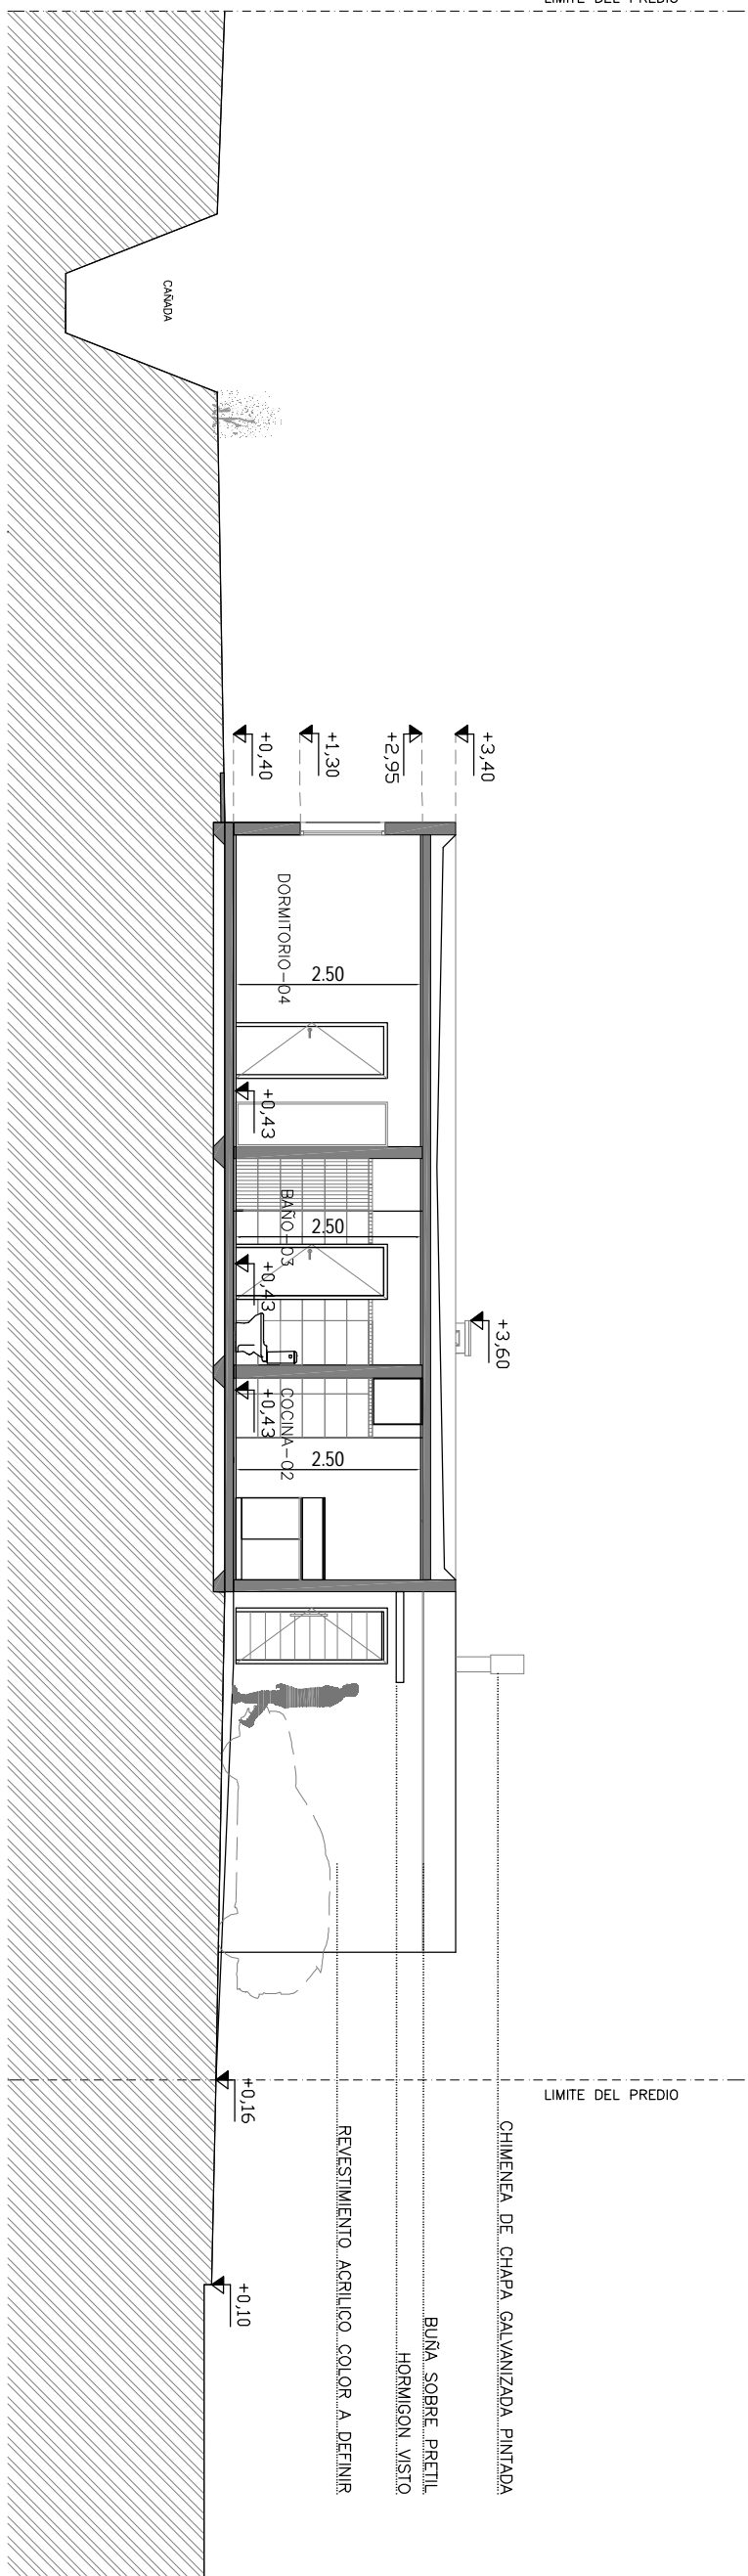 LIMITE DEL PREDIO
CAÑADA
+3,40
+2,95
+1,30
+0,40
DORMITORIO-04
2.50
+0,43
BAÑO-03
2.50
+0,43
+3,60
COCINA-02
+0,43
2.50
LIMITE DEL PREDIO
+0,16
+0,10
CHIMENEA DE CHAPA GALVANIZADA PINTADA
BUÑA SOBRE PRETIL
HORMIGON VISTO
REVESTIMIENTO ACRILICO COLOR A DEFINIR